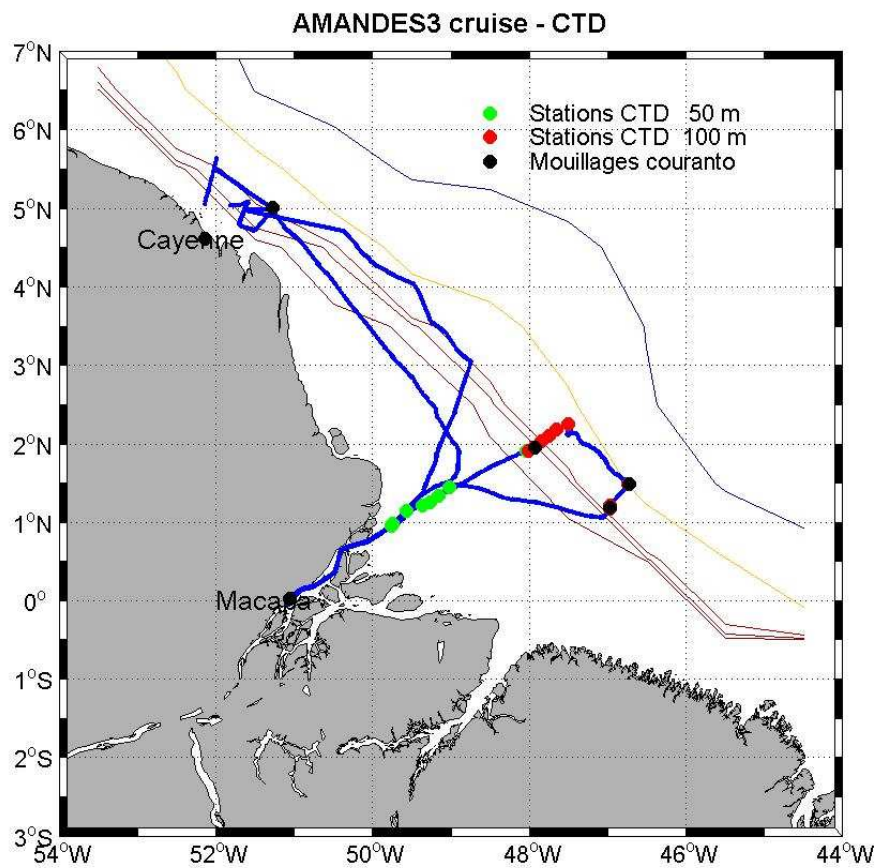 AMANDES3 cruise - CTD
7°N
6°N
5°N
4°N
3°N
2°N
1°N
0°
1°S
2°S
3°S
Stations CTD 50 m
Stations CTD 100 m
Mouillages couranto
Cayenne
Macapa
54°W
52°W
50°W
48°W
46°W
44°W